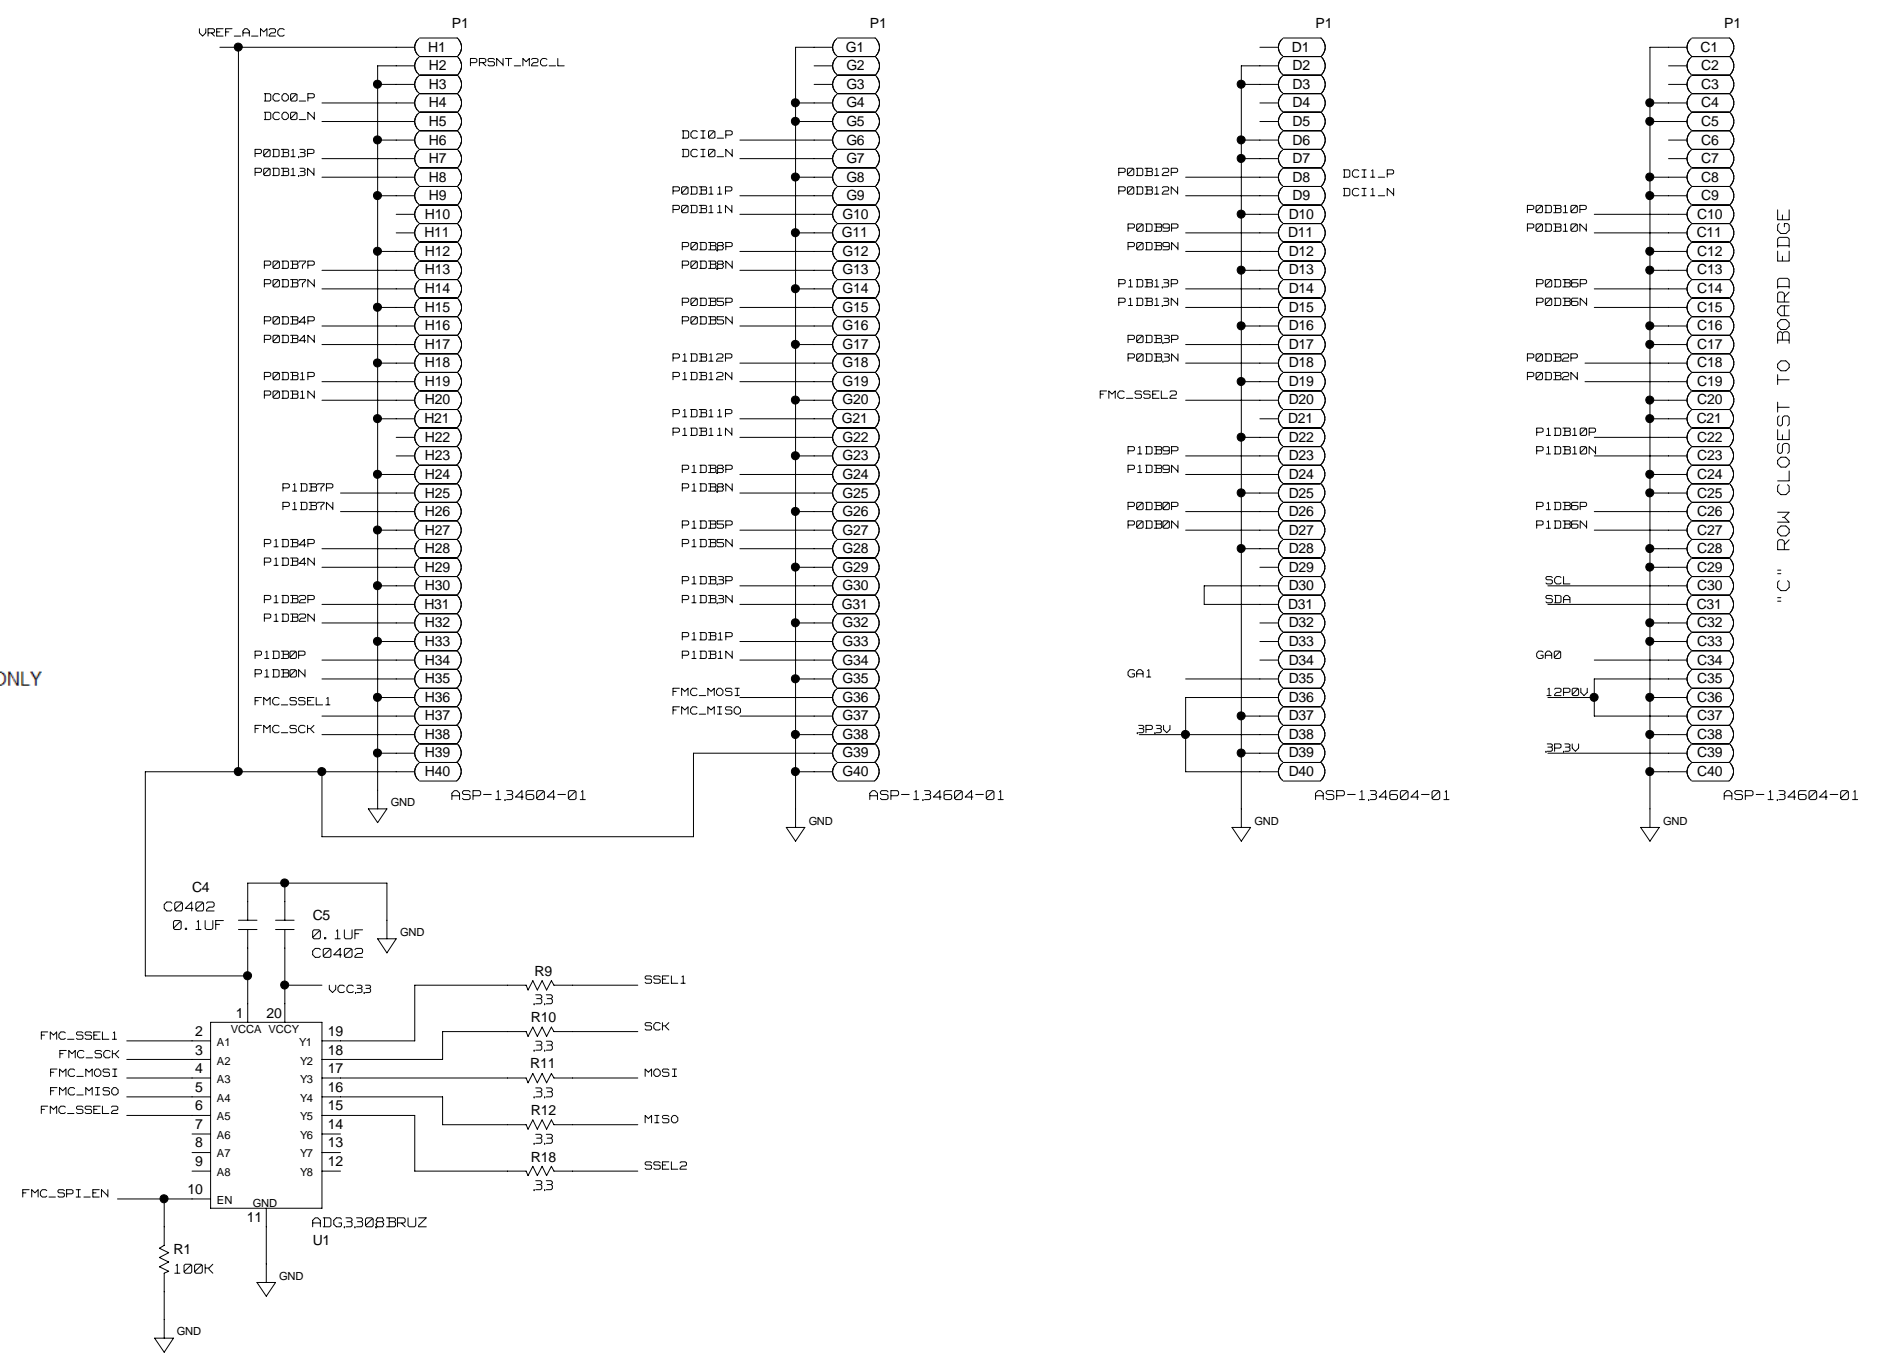 ONLY
P1
VREF_A_M2C
H1
H2 PRSNT_M2C_L
H3
DCO0_P H4
DCO0_N H5
H6
P0DB13P H7
P0DB13N H8
H9
H10
H11
H12
P0DB7P H13
P0DB7N H14
H15
P0DB4P H16
P0DB4N H17
H18
P0DB1P H19
P0DB1N H20
H21
H22
H23
H24
P1DB7P H25
P1DB7N H26
H27
P1DB4P H28
P1DB4N H29
H30
P1DB2P H31
P1DB2N H32
H33
P1DB0P H34
P1DB0N H35
H36
FMC_SSEL1 H37
FMC_SCK H38
H39
H40
ASP-134604-01
GND
P1
G1
G2
G3
G4
G5
DCI0_P G6
DCI0_N G7
G8
P0DB11P G9
P0DB11N G10
G11
P0DB8P G12
P0DB8N G13
G14
P0DB5P G15
P0DB5N G16
G17
P1DB12P G18
P1DB12N G19
G20
P1DB11P G21
P1DB11N G22
G23
P1DB8P G24
P1DB8N G25
G26
P1DB5P G27
P1DB5N G28
G29
P1DB3P G30
P1DB3N G31
G32
P1DB1P G33
P1DB1N G34
G35
FMC_MOSI G36
FMC_MISO G37
G38
G39
G40
ASP-134604-01
GND
P1
D1
D2
D3
D4
D5
D6
D7
P0DB12P D8 DCI1_P
P0DB12N D9 DCI1_N
D10
P0DB9P D11
P0DB9N D12
D13
P1DB13P D14
P1DB13N D15
D16
P0DB3P D17
P0DB3N D18
D19
FMC_SSEL2 D20
D21
D22
P1DB9P D23
P1DB9N D24
D25
P0DB0P D26
P0DB0N D27
D28
D29
D30
D31
D32
D33
D34
GA1 D35
D36
D37
3P3V D38
D39
D40
ASP-134604-01
GND
P1
C1
C2
C3
C4
C5
C6
C7
C8
C9
P0DB10P C10
P0DB10N C11
C12
C13
P0DB6P C14
P0DB6N C15
C16
C17
P0DB2P C18
P0DB2N C19
C20
C21
P1DB10P C22
P1DB10N C23
C24
C25
P1DB6P C26
P1DB6N C27
C28
C29
SCL C30
SDA C31
C32
C33
GA0 C34
C35
12P0V C36
C37
C38
3P3V C39
C40
ASP-134604-01
GND
"C" ROW CLOSEST TO BOARD EDGE
C4
C0402
0.1UF
C5
0.1UF
C0402
GND
VCC33
1 20
VCCA VCCY
FMC_SSEL1 2 A1 Y1 19 R9 33 SSEL1
FMC_SCK 3 A2 Y2 18 R10 33 SCK
FMC_MOSI 4 A3 Y3 17 R11 33 MOSI
FMC_MISO 5 A4 Y4 16 R12 33 MISO
FMC_SSEL2 6 A5 Y5 15 R18 33 SSEL2
7 A6 Y6 14
8 A7 Y7 13
9 A8 Y8 12
FMC_SPI_EN 10 EN GND
11
ADG3308BRUZ
U1
R1
100K
GND
GND